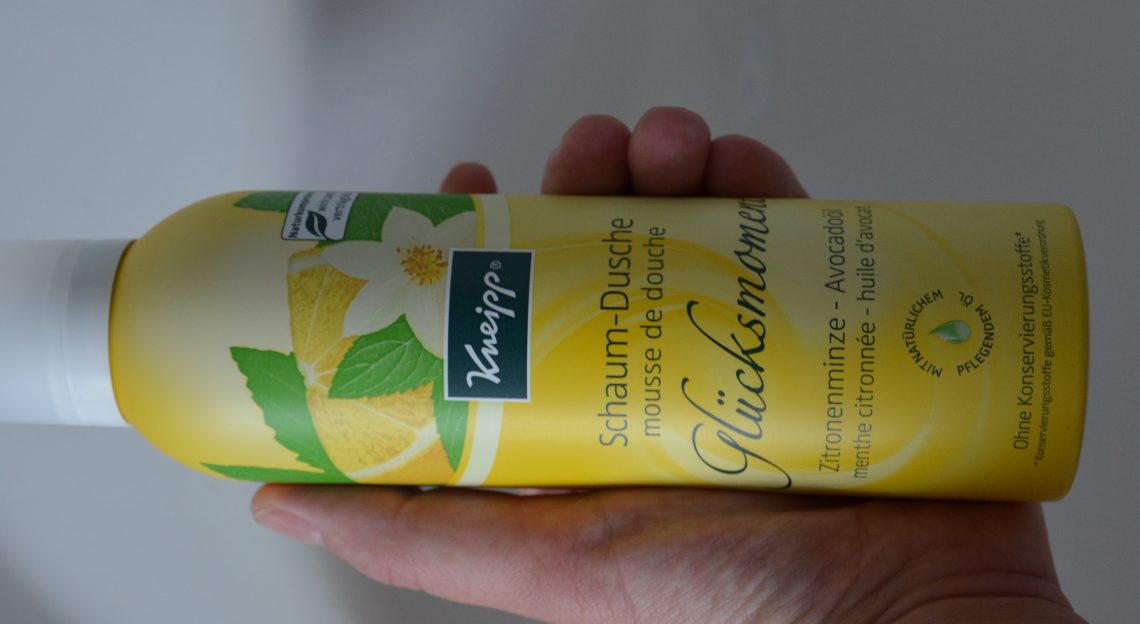 Kneipp®
Schaum-Dusche
mousse de douche
Glücksmoment
Zitronenminze - Avocadoöl
menthe citronnée - huile d'avocat
MIT NATÜRLICHEM
PFLEGENDEM ÖL
Ohne Konservierungsstoffe*
*Konservierungsstoffe gemäß EU-Kosmetikverordnung